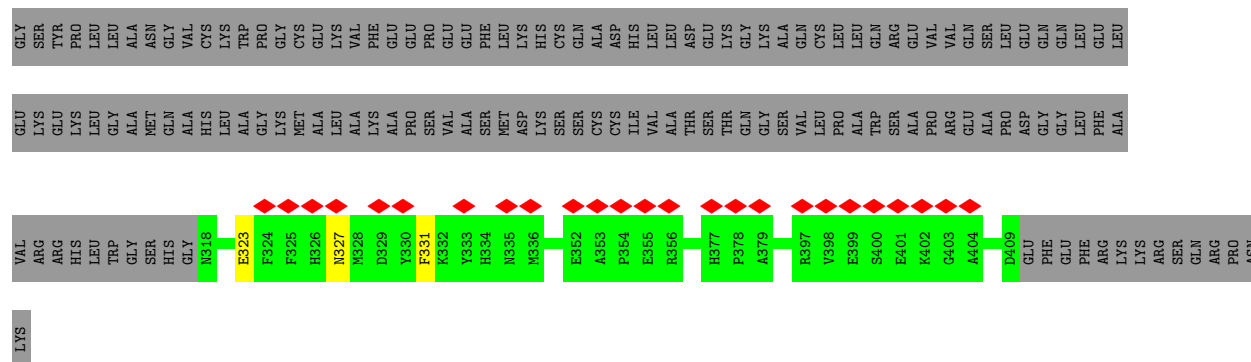 GLY SER TYR PRO LEU LEU ALA ASN GLY VAL CYS LYS TRP PRO GLY CYS GLU LYS VAL PHE GLU GLU PRO GLU GLU PHE LEU LYS HIS CYS GLN ALA ASP HIS LEU LEU ASP GLU LYS GLY LYS ALA GLN CYS LEU LEU GLN ARG GLU VAL VAL GLN SER LEU GLU GLN GLN LEU GLU LEU
GLU LYS GLU LYS LEU GLY ALA MET GLN ALA HIS LEU ALA GLY LYS MET ALA LEU ALA LYS ALA PRO SER VAL ALA SER MET ASP LYS SER SER CYS CYS ILE VAL ALA THR SER THR GLN GLY SER VAL LEU PRO ALA TRP SER ALA PRO ARG GLU ALA PRO ASP GLY GLY LEU PHE ALA
VAL ARG ARG HIS LEU TRP GLY SER HIS GLY N318 E323 F324 F325 H326 N327 M328 D329 Y330 F331 K332 Y333 H334 N335 M336 E352 A353 P354 E355 R356 H377 P378 A379 R397 V398 E399 S400 E401 K402 G403 A404 D409 GLU PHE GLU PHE ARG LYS LYS ARG SER GLN ARG PRO ASN
LYS